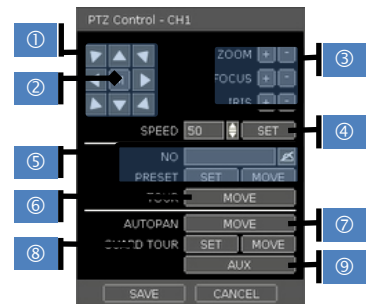 PTZ Control - CH1
①
②
ZOOM + -
③
FOCUS + -
IRIS + -
SPEED 50 SET
④
⑤
NO
PRESET SET MOVE
⑥
TOUR MOVE
AUTOPAN MOVE
⑦
⑧
GUARD TOUR SET MOVE
AUX
⑨
SAVE CANCEL